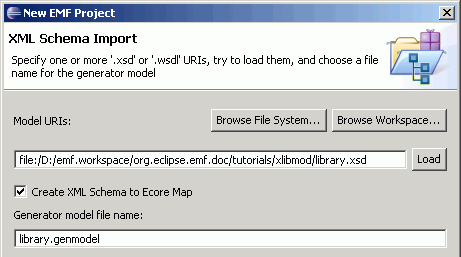 New EMF Project
XML Schema Import
Specify one or more '.xsd' or '.wsdl' URIs, try to load them, and choose a file
name for the generator model
Model URIs:
Browse File System...
Browse Workspace...
file:/D:/emf.workspace/org.eclipse.emf.doc/tutorials/xlibmod/library.xsd
Load
Create XML Schema to Ecore Map
Generator model file name:
library.genmodel